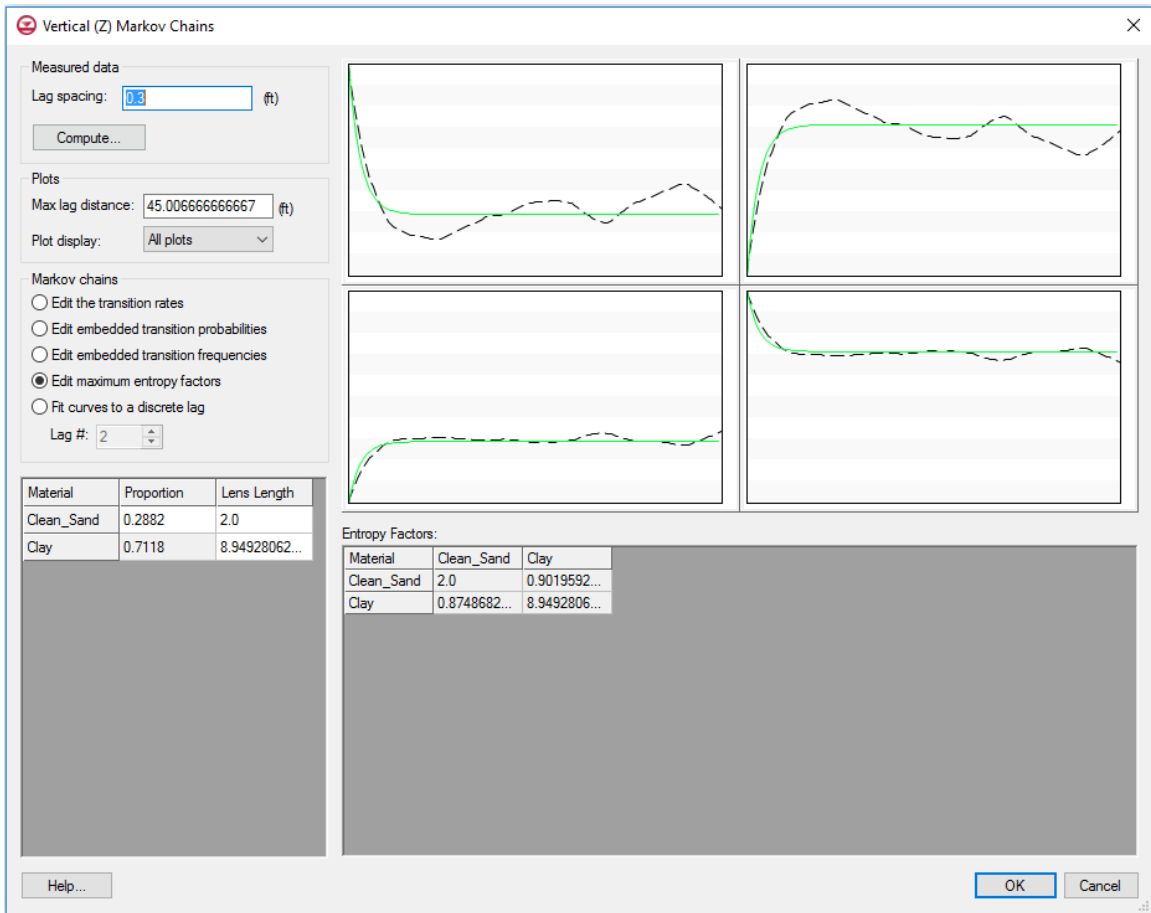 Vertical (Z) Markov Chains
Measured data
Lag spacing: 0.3 (ft)
Compute...
Plots
Max lag distance: 45.006666666667 (ft)
Plot display: All plots
Markov chains
Edit the transition rates
Edit embedded transition probabilities
Edit embedded transition frequencies
Edit maximum entropy factors
Fit curves to a discrete lag
Lag #: 2
Material Proportion Lens Length
Clean_Sand 0.2882 2.0
Clay 0.7118 8.94928062...
Entropy Factors:
Material Clean_Sand Clay
Clean_Sand 2.0 0.9019592...
Clay 0.8748682... 8.9492806...
Help...
OK
Cancel